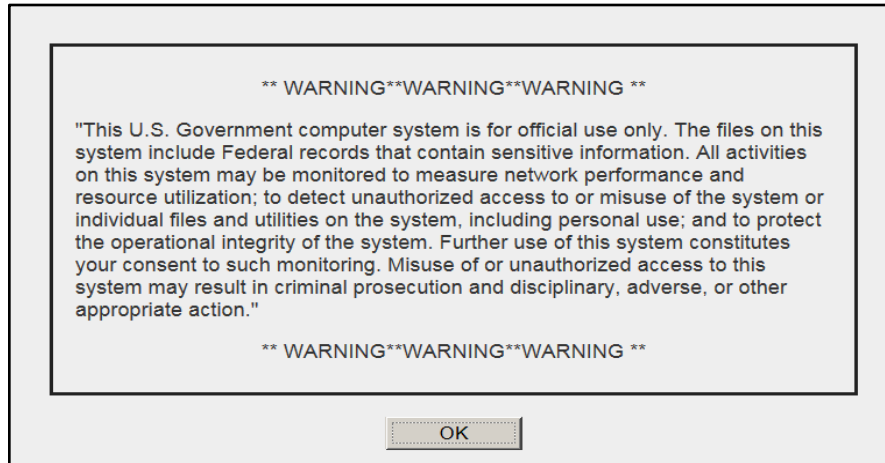 ** WARNING**WARNING**WARNING **
"This U.S. Government computer system is for official use only. The files on this
system include Federal records that contain sensitive information. All activities
on this system may be monitored to measure network performance and
resource utilization; to detect unauthorized access to or misuse of the system or
individual files and utilities on the system, including personal use; and to protect
the operational integrity of the system. Further use of this system constitutes
your consent to such monitoring. Misuse of or unauthorized access to this
system may result in criminal prosecution and disciplinary, adverse, or other
appropriate action."
** WARNING**WARNING**WARNING **
OK